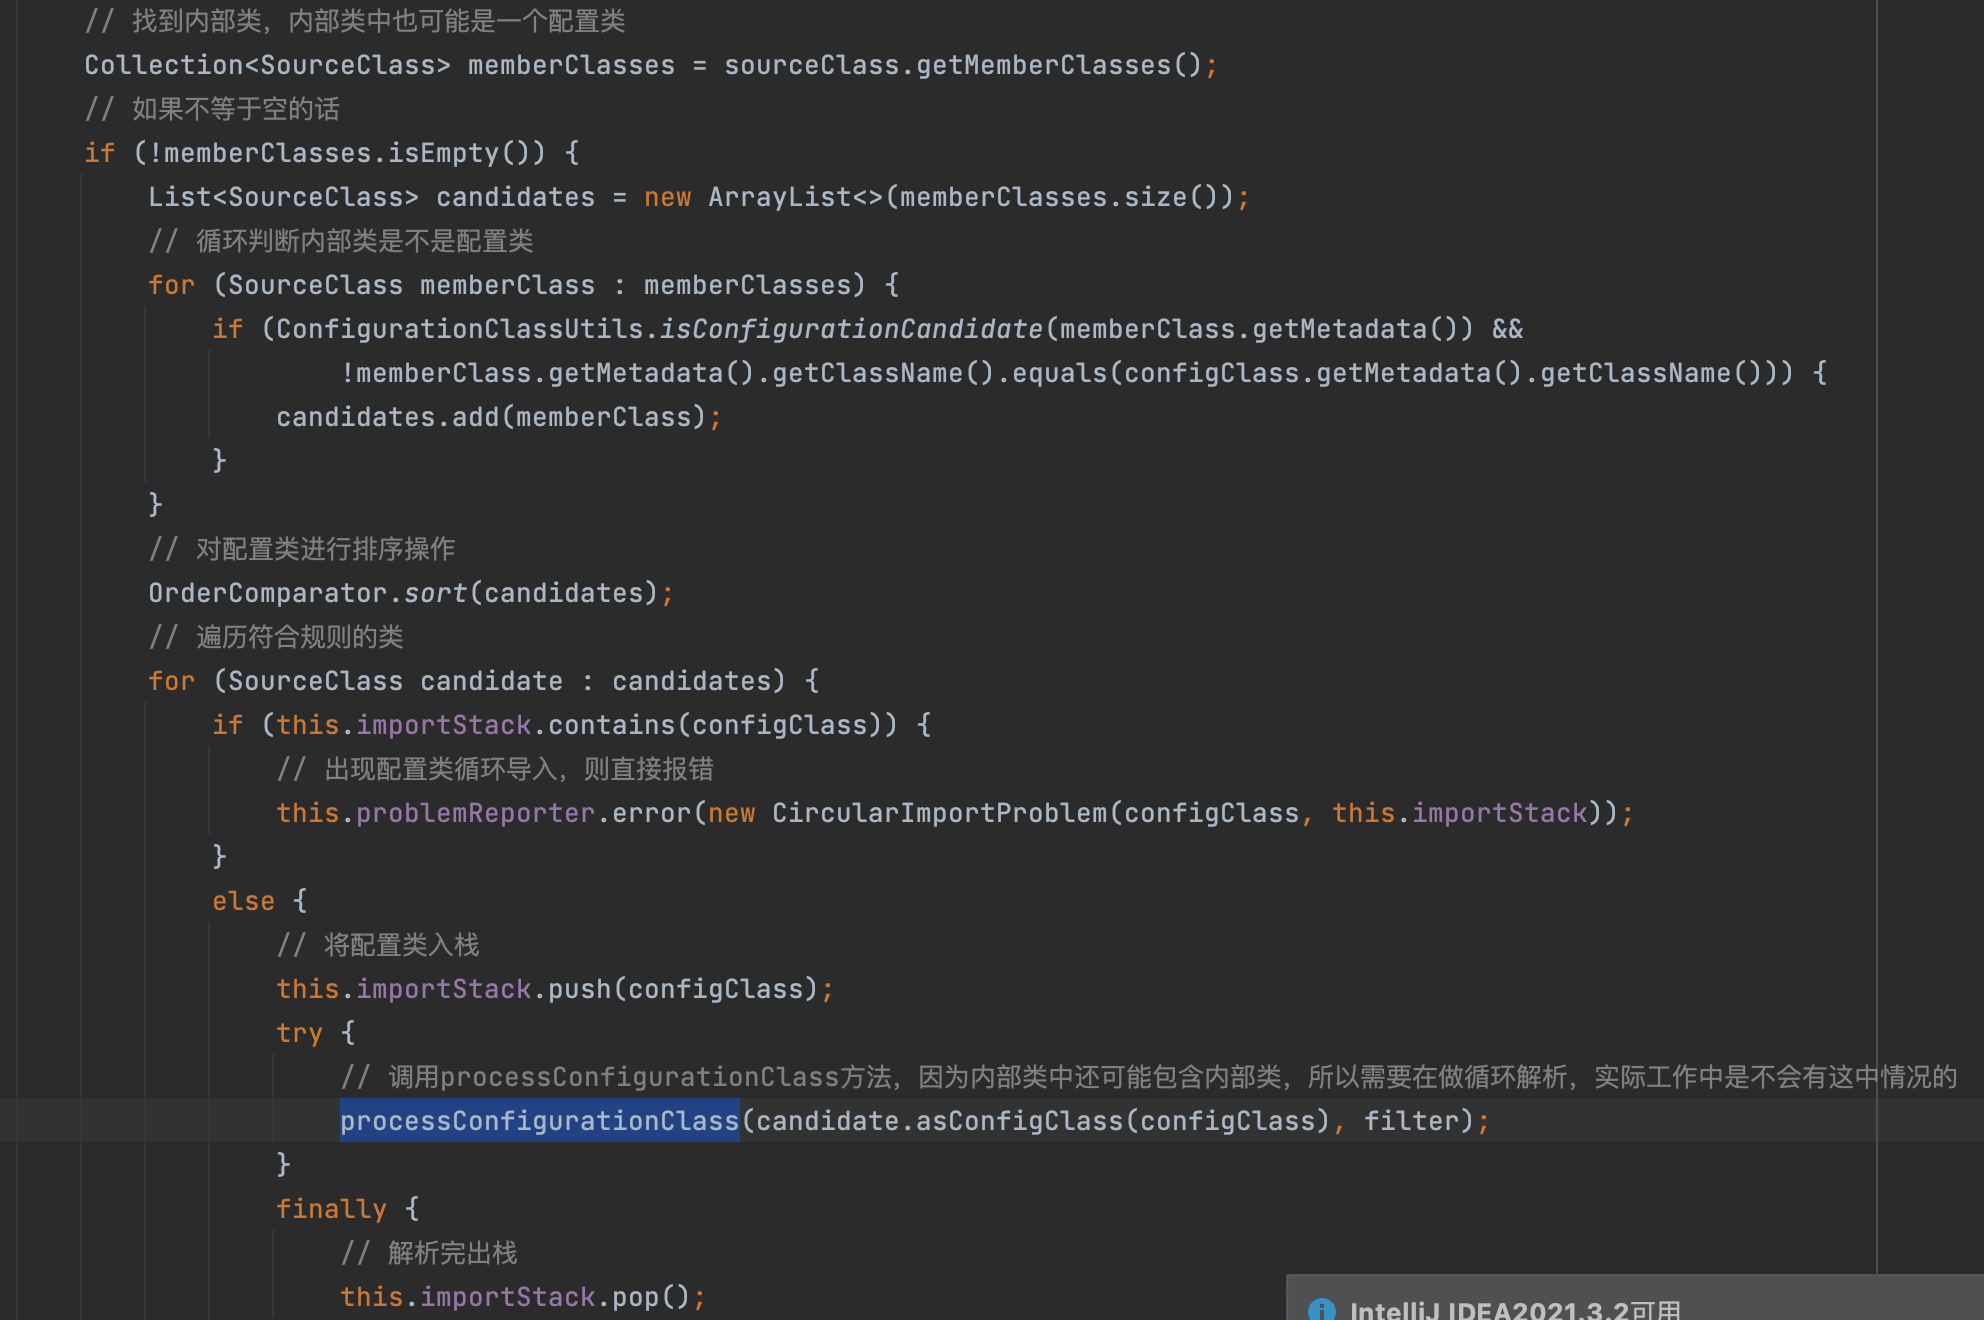 // 找到内部类，内部类中也可能是一个配置类
Collection<SourceClass> memberClasses = sourceClass.getMemberClasses();
// 如果不等于空的话
if (!memberClasses.isEmpty()) {
List<SourceClass> candidates = new ArrayList<>(memberClasses.size());
// 循环判断内部类是不是配置类
for (SourceClass memberClass : memberClasses) {
if (ConfigurationClassUtils.isConfigurationCandidate(memberClass.getMetadata()) &&
!memberClass.getMetadata().getClassName().equals(configClass.getMetadata().getClassName())) {
candidates.add(memberClass);
}
}
// 对配置类进行排序操作
OrderComparator.sort(candidates);
// 遍历符合规则的类
for (SourceClass candidate : candidates) {
if (this.importStack.contains(configClass)) {
// 出现配置类循环导入，则直接报错
this.problemReporter.error(new CircularImportProblem(configClass, this.importStack));
}
else {
// 将配置类入栈
this.importStack.push(configClass);
try {
// 调用processConfigurationClass方法，因为内部类中还可能包含内部类，所以需要在做循环解析，实际工作中是不会有这中情况的
processConfigurationClass(candidate.asConfigClass(configClass), filter);
}
finally {
// 解析完出栈
this.importStack.pop();
IntelliJ IDEA2021.3.2可用